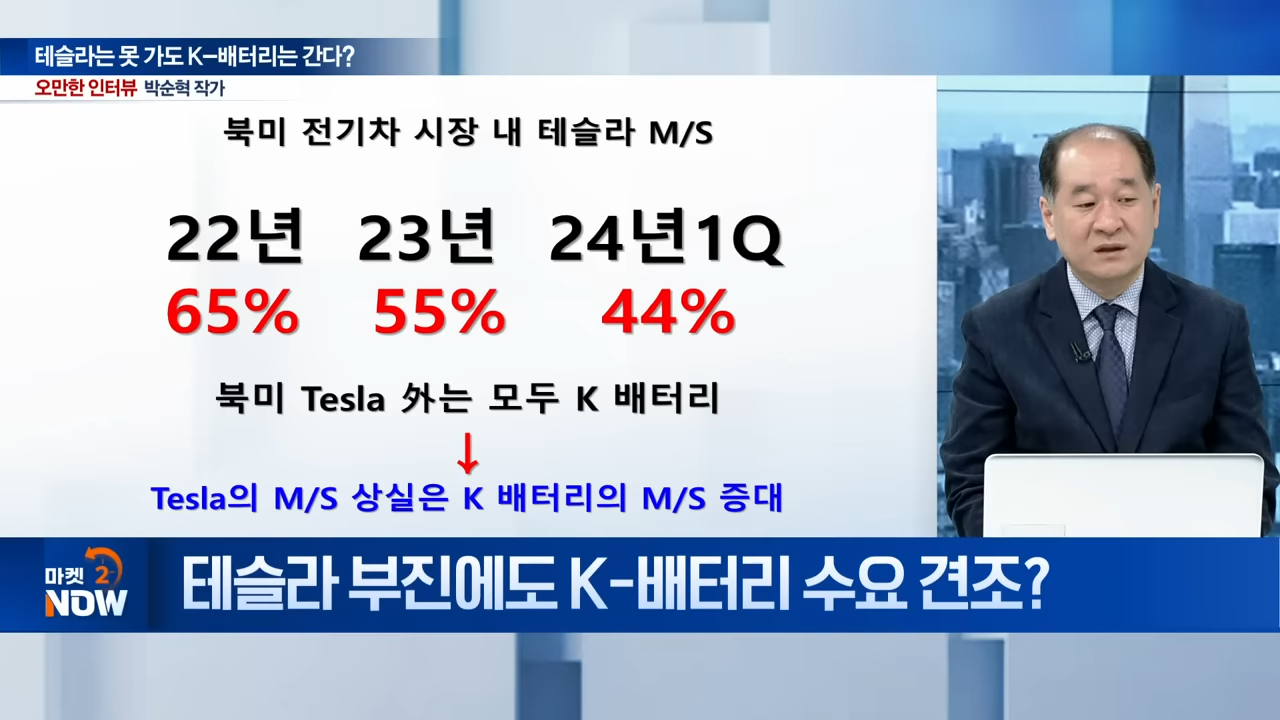 테슬라는 못 가도 K-배터리는 간다?
오만한 인터뷰 박순혁 작가
북미 전기차 시장 내 테슬라 M/S
22년 23년 24년1Q
65% 55% 44%
북미 Tesla 外는 모두 K 배터리
↓
Tesla의 M/S 상실은 K 배터리의 M/S 증대
마켓 2
NOW
테슬라 부진에도 K-배터리 수요 견조?